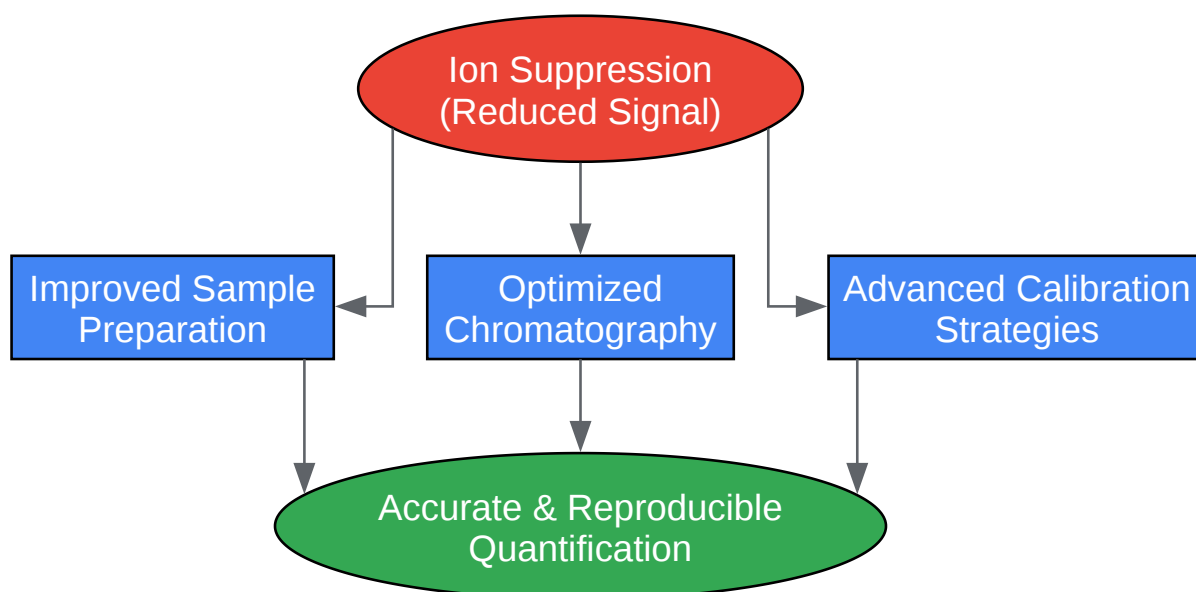 Ion Suppression
(Reduced Signal)
Improved Sample
Preparation
Optimized
Chromatography
Advanced Calibration
Strategies
Accurate & Reproducible
Quantification